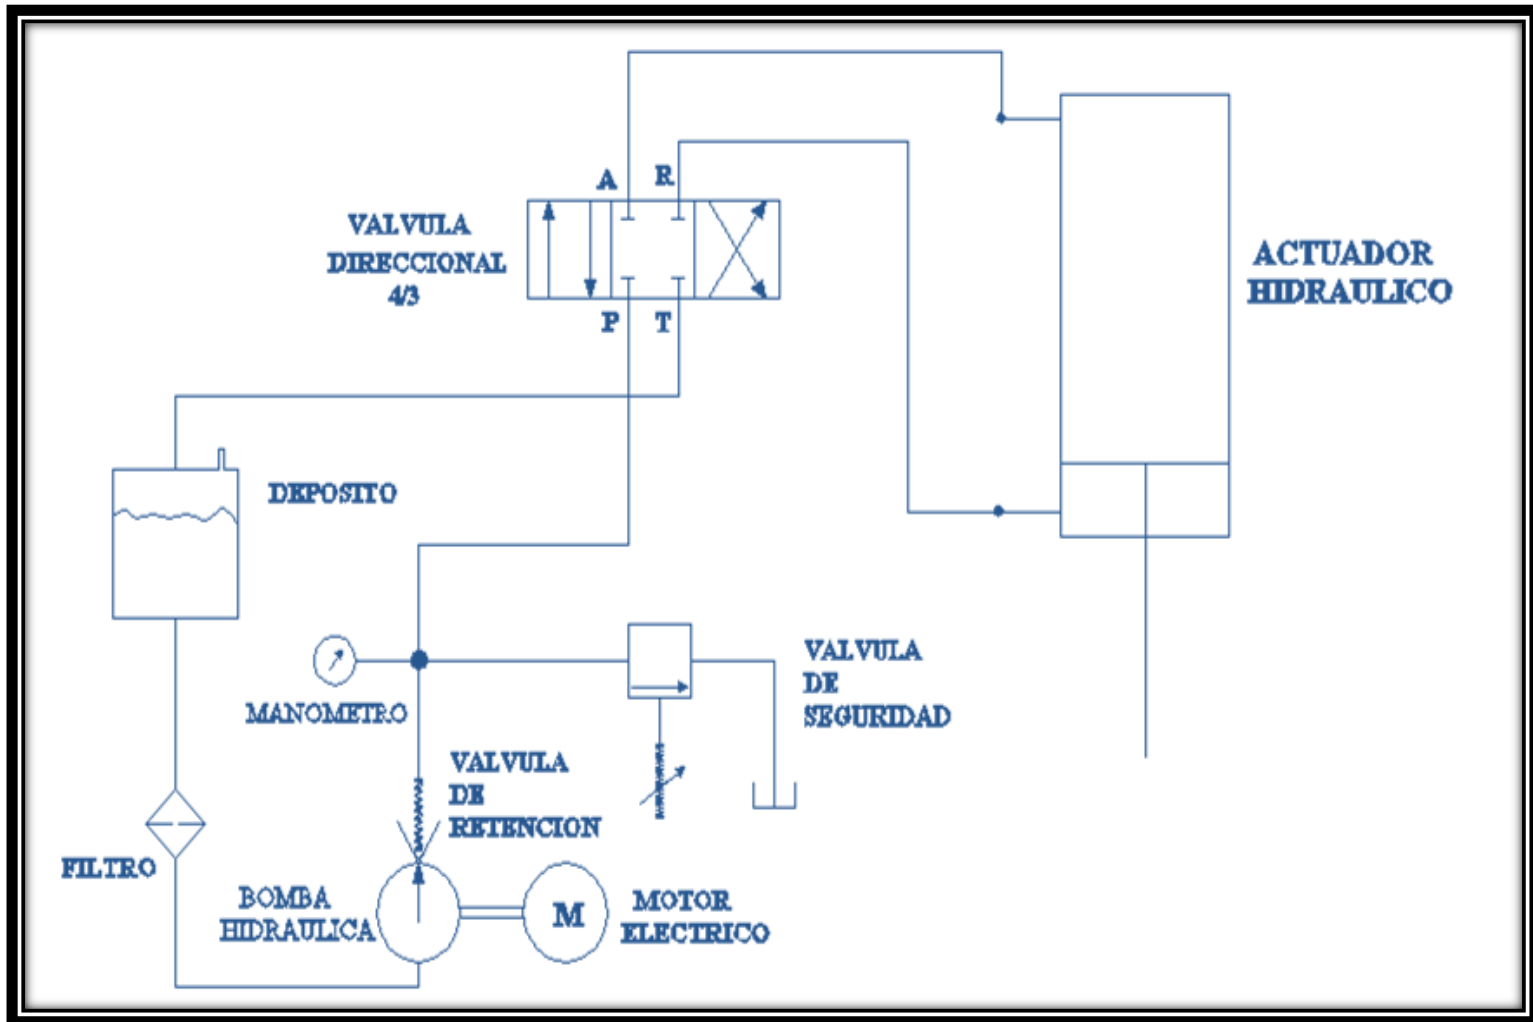 A R
VALVULA
DIRECCIONAL
4/3
P T
ACTUADOR
HIDRAULICO
DEPOSITO
MANOMETRO
VALVULA
DE
SEGURIDAD
VALVULA
DE
RETENCION
FILTRO
BOMBA
HIDRAULICA
M
MOTOR
ELECTRICO